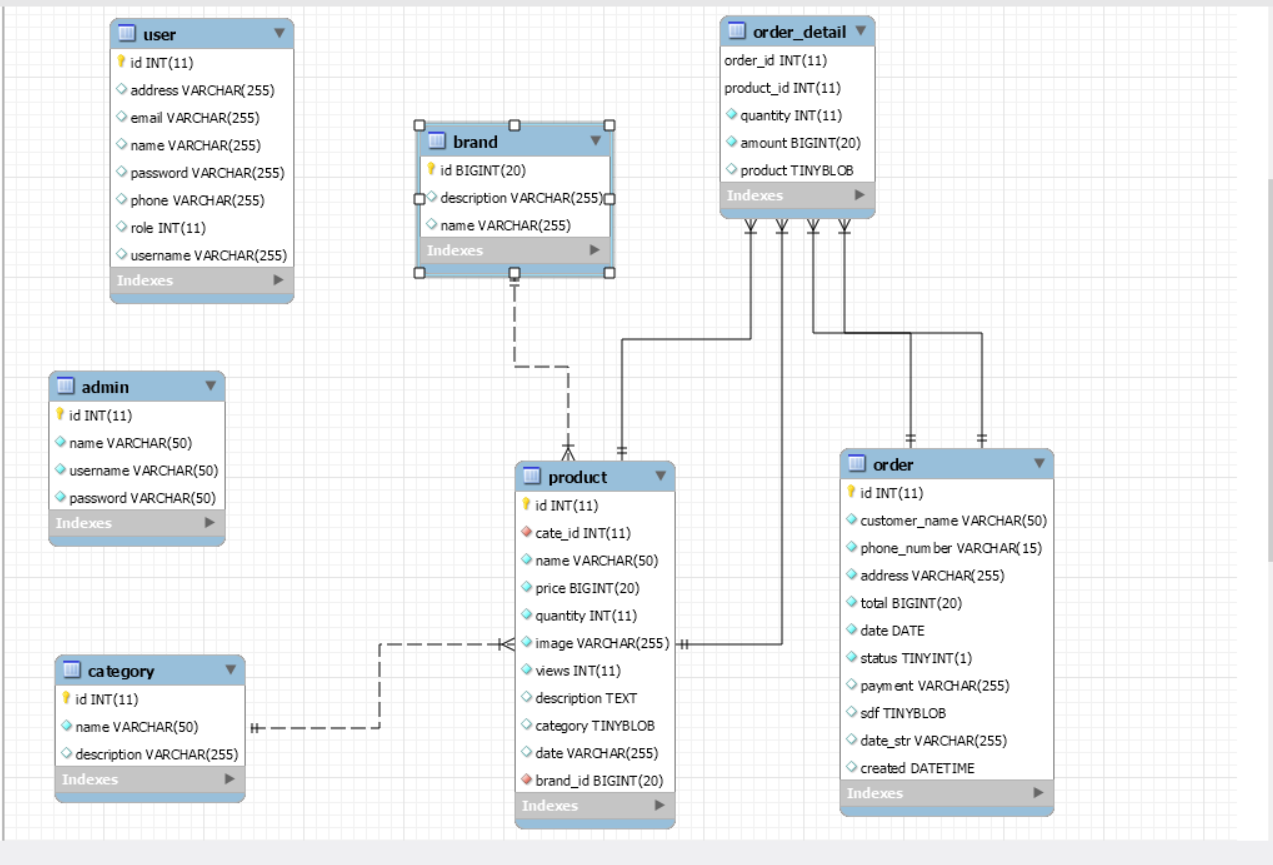 user
id INT(11)
address VARCHAR(255)
email VARCHAR(255)
name VARCHAR(255)
password VARCHAR(255)
phone VARCHAR(255)
role INT(11)
username VARCHAR(255)
Indexes
brand
id BIGINT(20)
description VARCHAR(255)
name VARCHAR(255)
Indexes
order_detail
order_id INT(11)
product_id INT(11)
quantity INT(11)
amount BIGINT(20)
product TINYBLOB
Indexes
admin
id INT(11)
name VARCHAR(50)
username VARCHAR(50)
password VARCHAR(50)
Indexes
product
id INT(11)
cate_id INT(11)
name VARCHAR(50)
price BIGINT(20)
quantity INT(11)
image VARCHAR(255)
views INT(11)
description TEXT
category TINYBLOB
date VARCHAR(255)
brand_id BIGINT(20)
Indexes
order
id INT(11)
customer_name VARCHAR(50)
phone_number VARCHAR(15)
address VARCHAR(255)
total BIGINT(20)
date DATE
status TINYINT(1)
payment VARCHAR(255)
sdf TINYBLOB
date_str VARCHAR(255)
created DATETIME
Indexes
category
id INT(11)
name VARCHAR(50)
description VARCHAR(255)
Indexes